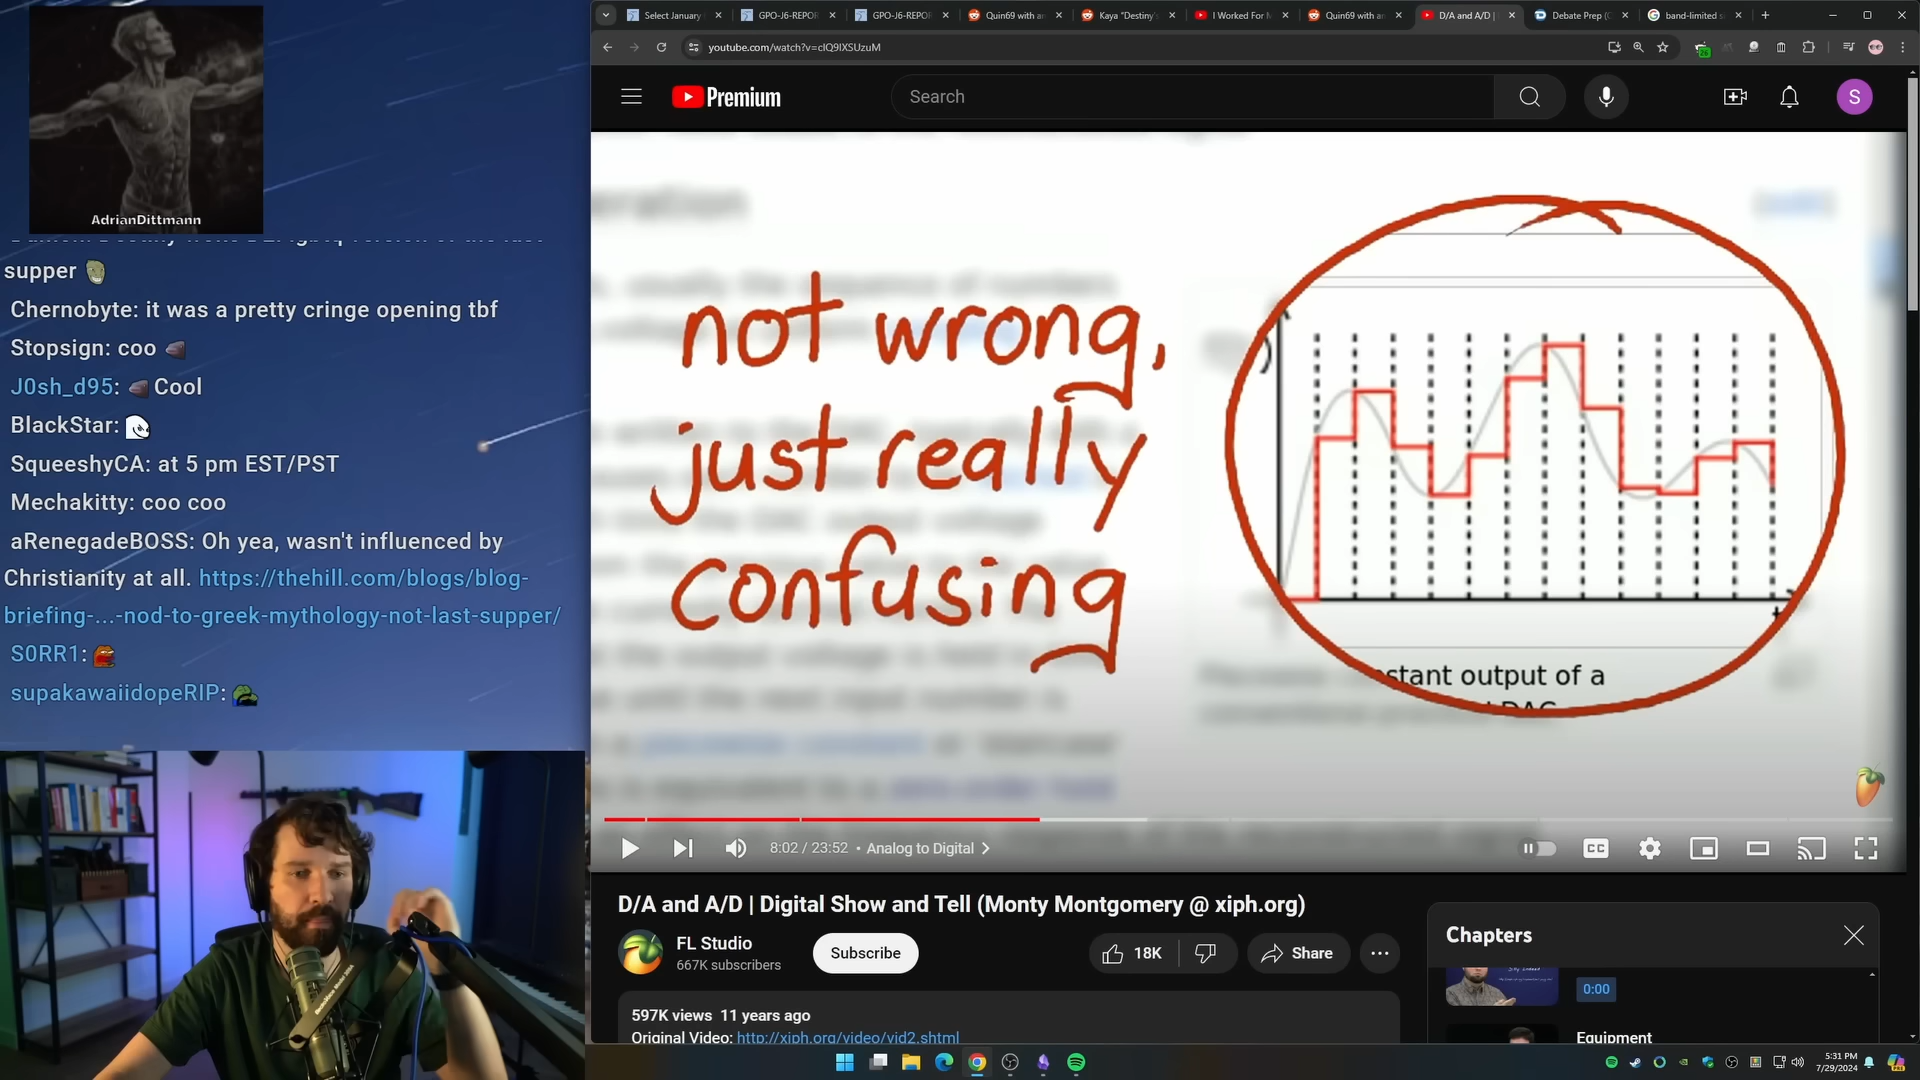 AdrianDittmann
supper
Chernobyte: it was a pretty cringe opening tbf
Stopsign: coo
J0sh_d95: Cool
BlackStar:
SqueeshyCA: at 5 pm EST/PST
Mechakitty: coo coo
aRenegadeBOSS: Oh yea, wasn't influenced by
Christianity at all. https://thehill.com/blogs/blog-
briefing-...-nod-to-greek-mythology-not-last-supper/
S0RR1:
supakawaiidopeRIP:
Select January
GPO-J6-REPOR
GPO-J6-REPOR
Quin69 with an
Kaya "Destiny's
I Worked For M
Quin69 with an
D/A and A/D |
Debate Prep (
band-limited s
youtube.com/watch?v=cIQ9IXSUzuM
Premium
Search
S
not wrong,
just really
confusing
stant output of a
DAC
t
8:02 / 23:52 • Analog to Digital
CC
D/A and A/D | Digital Show and Tell (Monty Montgomery @ xiph.org)
FL Studio
667K subscribers
Subscribe
18K
Share
597K views 11 years ago
Original Video: http://xiph.org/video/vid2.shtml
Chapters
0:00
Equipment
5:31 PM
7/29/2024